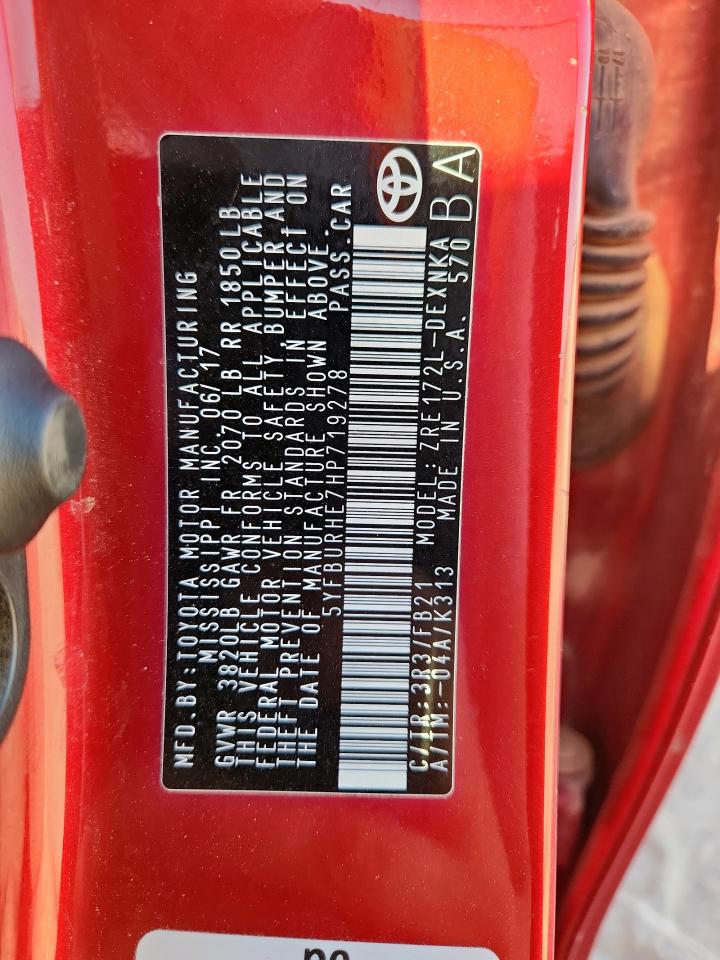 MFD.BY:TOYOTA MOTOR MANUFACTURING
MISSISSIPPI INC. 06/17
GVWR 3820LB GAWR FR 2070 LB RR 1850LB
THIS VEHICLE CONFORMS TO ALL APPLICABLE
FEDERAL MOTOR VEHICLE SAFETY BUMPER AND
THEFT PREVENTION STANDARDS IN EFFECT ON
THE DATE OF MANUFACTURE SHOWN ABOVE.
5YFBURHE7HP719278 PASS.CAR
C/TR:3R3/FB21 MODEL:ZRE172L-DEXNKA
A/TM:-04A/K313 MADE IN U.S.A. 570 BA